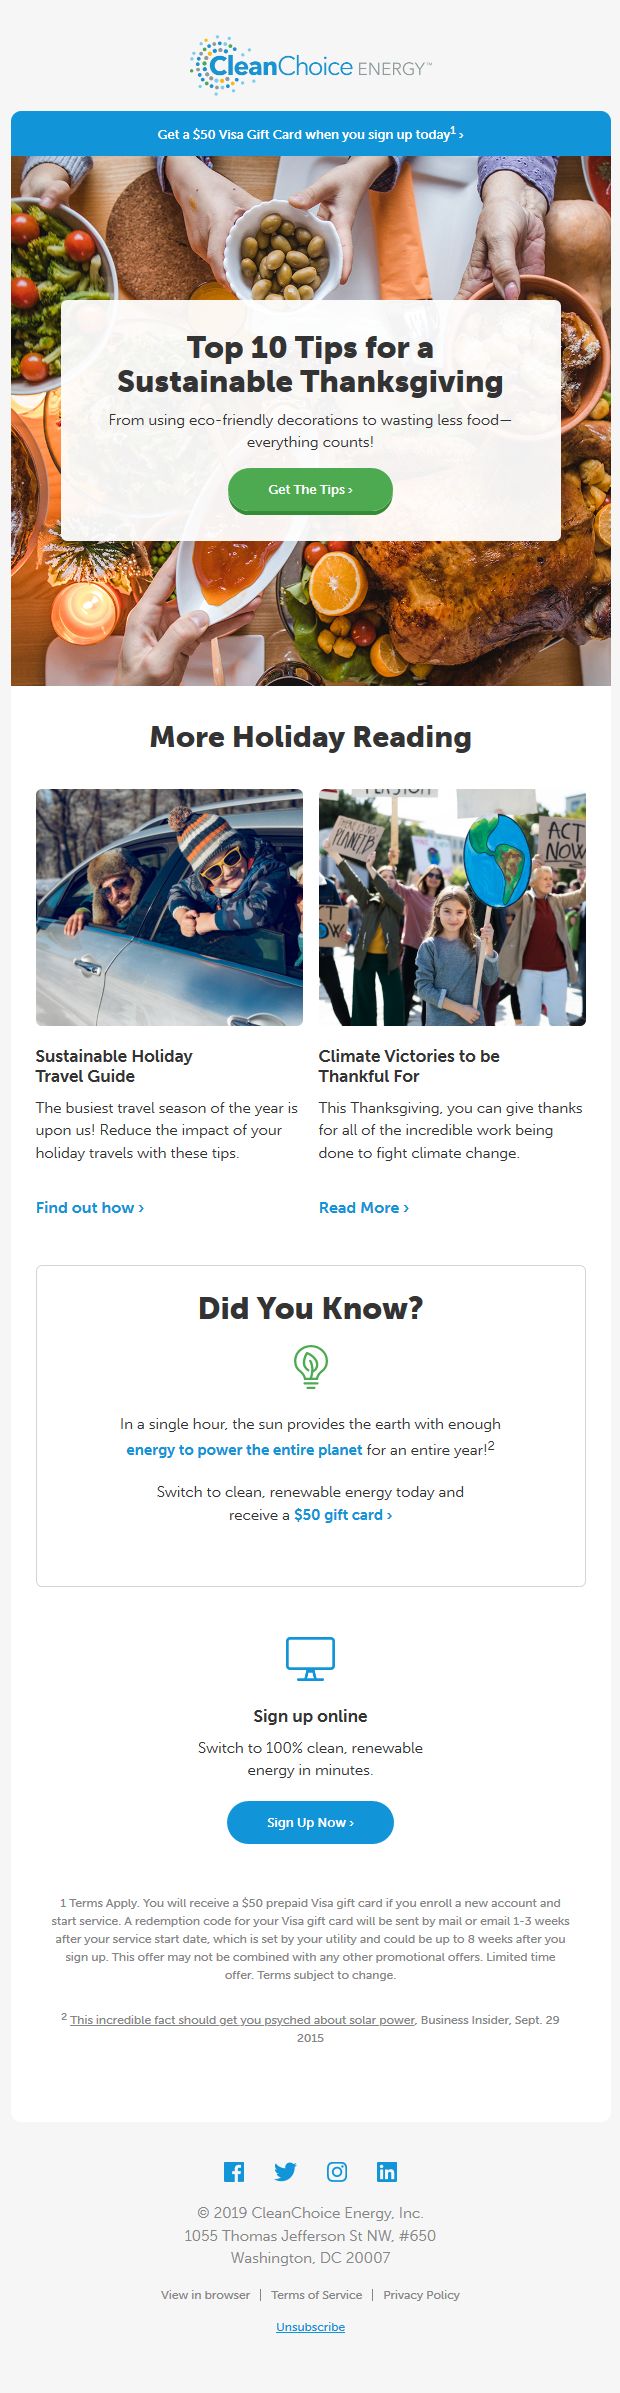 CleanChoice ENERGY™
Get a $50 Visa Gift Card when you sign up today1 ›
Top 10 Tips for a
Sustainable Thanksgiving
From using eco-friendly decorations to wasting less food—
everything counts!
Get The Tips ›
More Holiday Reading
THERE IS NO
PLANET B
ACT
NOW
Sustainable Holiday
Travel Guide
The busiest travel season of the year is
upon us! Reduce the impact of your
holiday travels with these tips.
Find out how ›
Climate Victories to be
Thankful For
This Thanksgiving, you can give thanks
for all of the incredible work being
done to fight climate change.
Read More ›
Did You Know?
In a single hour, the sun provides the earth with enough
energy to power the entire planet for an entire year!2
Switch to clean, renewable energy today and
receive a $50 gift card ›
Sign up online
Switch to 100% clean, renewable
energy in minutes.
Sign Up Now ›
1 Terms Apply. You will receive a $50 prepaid Visa gift card if you enroll a new account and
start service. A redemption code for your Visa gift card will be sent by mail or email 1-3 weeks
after your service start date, which is set by your utility and could be up to 8 weeks after you
sign up. This offer may not be combined with any other promotional offers. Limited time
offer. Terms subject to change.
2 This incredible fact should get you psyched about solar power, Business Insider, Sept. 29
2015
© 2019 CleanChoice Energy, Inc.
1055 Thomas Jefferson St NW, #650
Washington, DC 20007
View in browser | Terms of Service | Privacy Policy
Unsubscribe